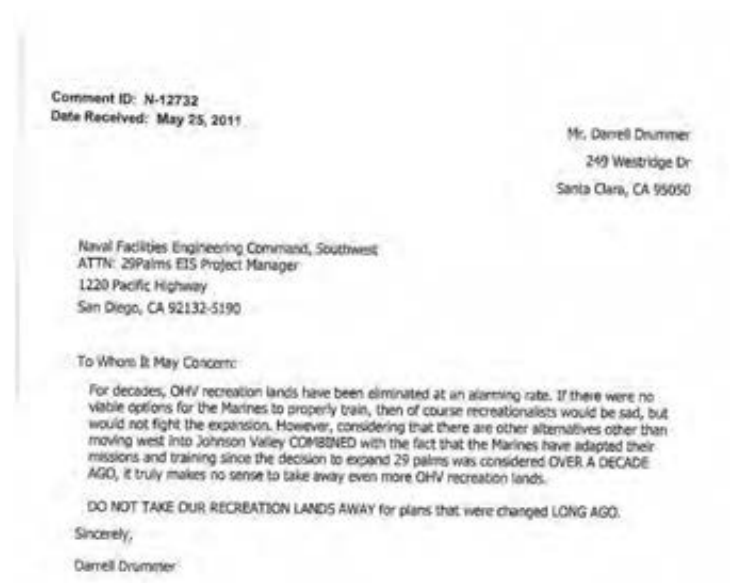 Comment ID: N-12732
Date Received: May 25, 2011
Mr. Darrell Drummer
249 Westridge Dr
Santa Clara, CA 95050
Naval Facilities Engineering Command, Southwest
ATTN: 29Palms EIS Project Manager
1220 Pacific Highway
San Diego, CA 92132-5190
To Whom It May Concern:
For decades, OHV recreation lands have been eliminated at an alarming rate. If there were no
viable options for the Marines to properly train, then of course recreationalists would be sad, but
would not fight the expansion. However, considering that there are other alternatives other than
moving west into Johnson Valley COMBINED with the fact that the Marines have adapted their
missions and training since the decision to expand 29 palms was considered OVER A DECADE
AGO, it truly makes no sense to take away even more OHV recreation lands.
DO NOT TAKE OUR RECREATION LANDS AWAY for plans that were changed LONG AGO.
Sincerely,
Darrell Drummer